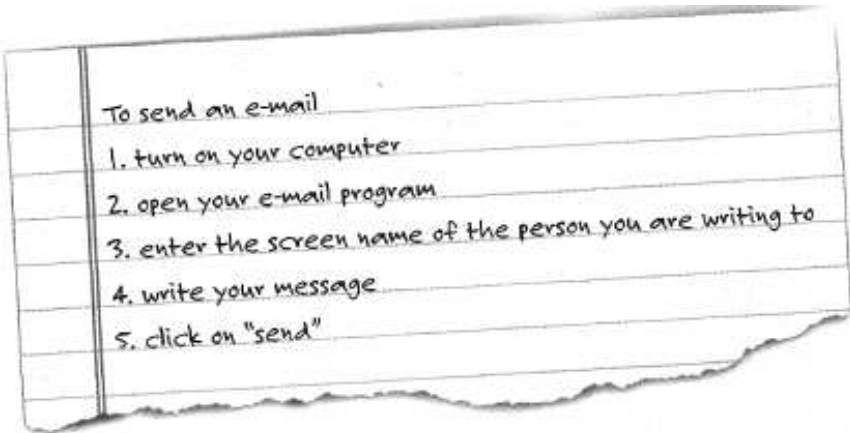 To send an e-mail
1. turn on your computer
2. open your e-mail program
3. enter the screen name of the person you are writing to
4. write your message
5. click on "send"